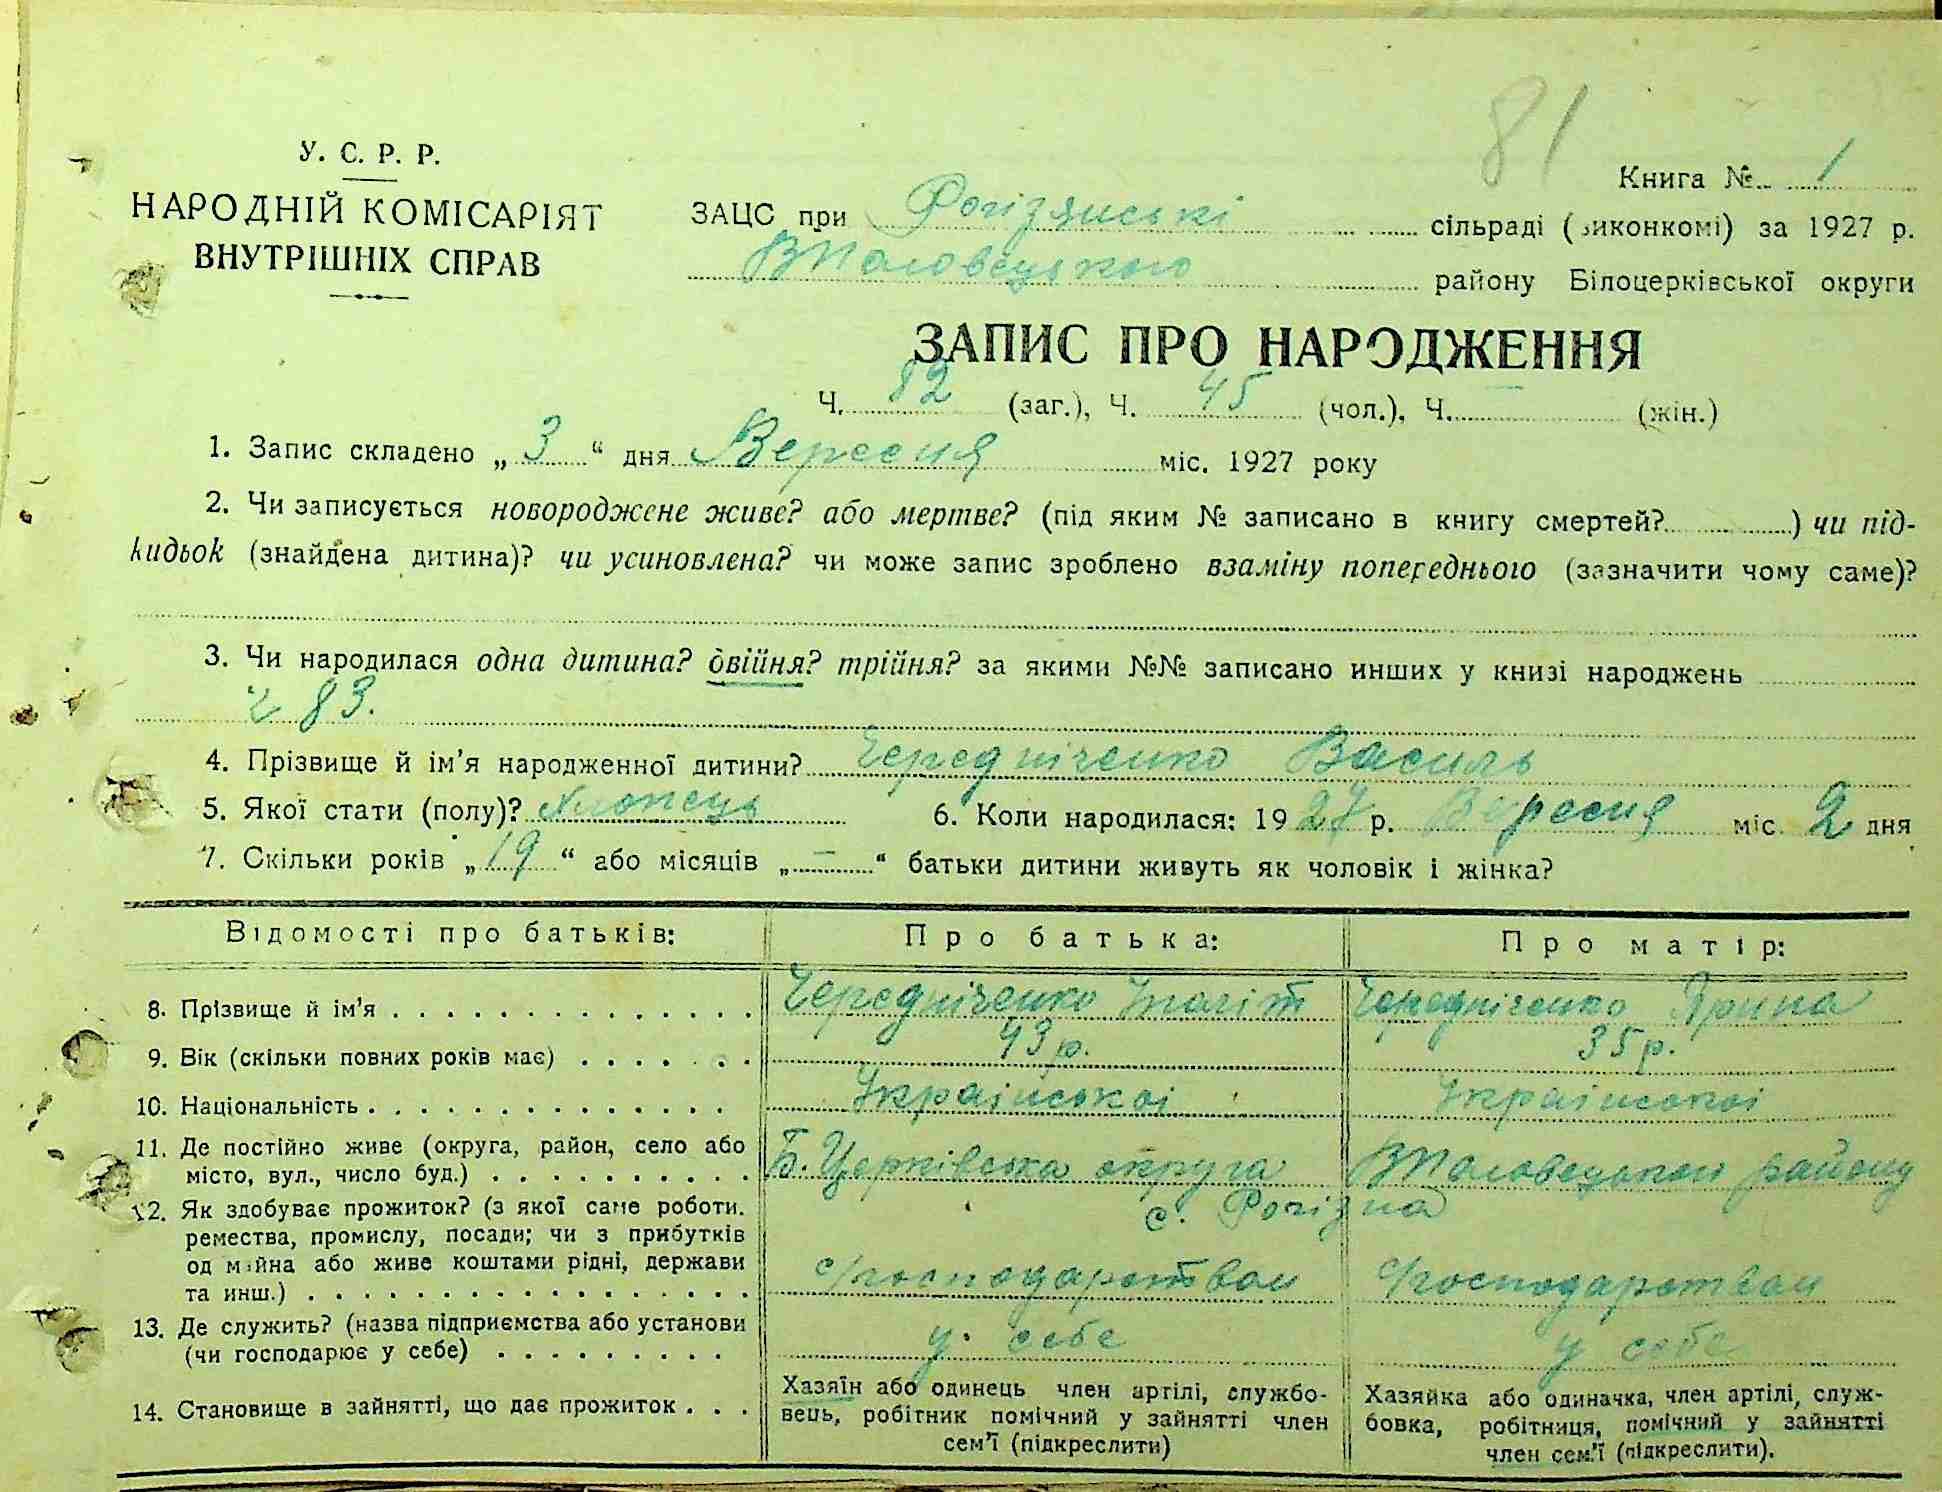 81
У. С. Р. Р.
НАРОДНІЙ КОМІСАРІЯТ
ВНУТРІШНІХ СПРАВ
Книга № 1
ЗАЦС при Рогізянські сільраді (виконкомі) за 1927 р.
району Білоцерківської округи
ЗАПИС ПРО НАРОДЖЕННЯ
Ч. 82 (заг.), Ч. 45 (чол.), Ч. — (жін.)
1. Запис складено „ 3 “ дня Вересня міс. 1927 року
2. Чи записується новороджене живе? або мертве? (під яким № записано в книгу смертей? ) чи під-
кидьок (знайдена дитина)? чи усиновлена? чи може запис зроблено взаміну попереднього (зазначити чому саме)?
3. Чи народилася одна дитина? двійня? трійня? за якими №№ записано инших у книзі народжень
ч 83.
4. Прізвище й ім’я народженної дитини? Чередніченко Василь
5. Якої стати (полу)? Хлопець 6. Коли народилася: 1927 р. Вересня міс. 2 дня
7. Скільки років „ 19 “ або місяців „ — “ батьки дитини живуть як чоловік і жінка?
Відомості про батьків: Про батька: Про матір:
8. Прізвище й ім’я Чередніченко Іполіт Чередніченко Ярина
9. Вік (скільки повних років має) 43 р. 35 р.
10. Національність Української Української
11. Де постійно живе (округа, район, село або
місто, вул., число буд.) Б. Церківська округа району
с. Рогізна
12. Як здобуває прожиток? (з якої саме роботи.
ремества, промислу, посади; чи з прибутків
од майна або живе коштами рідні, держави
та инш.) господарством господарством
13. Де служить? (назва підприємства або установи
(чи господарює у себе) у себе у себе
14. Становище в зайнятті, що дає прожиток
Хазяїн або одинець член артілі, службо-
вець, робітник помічний у зайнятті член
сем’ї (підкреслити)
Хазяйка або одиначка, член артілі, служ-
бовка, робітниця, помічний у зайнятті
член сем’ї (підкреслити).